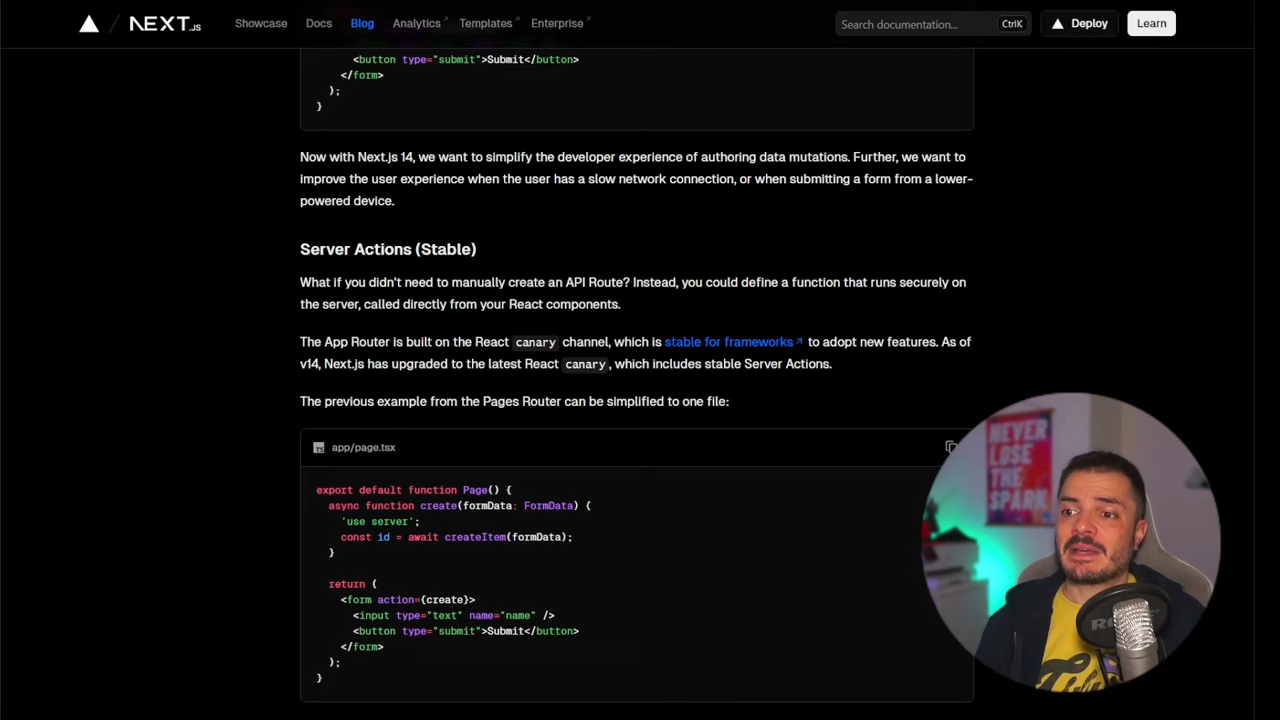 NEXT.JS
Showcase
Docs
Blog
Analytics
Templates
Enterprise
Search documentation...
CtrlK
Deploy
Learn
<button type="submit">Submit</button>
</form>
);
}
Now with Next.js 14, we want to simplify the developer experience of authoring data mutations. Further, we want to
improve the user experience when the user has a slow network connection, or when submitting a form from a lower-
powered device.
Server Actions (Stable)
What if you didn't need to manually create an API Route? Instead, you could define a function that runs securely on
the server, called directly from your React components.
The App Router is built on the React canary channel, which is stable for frameworks to adopt new features. As of
v14, Next.js has upgraded to the latest React canary, which includes stable Server Actions.
The previous example from the Pages Router can be simplified to one file:
TS
app/page.tsx
export default function Page() {
async function create(formData: FormData) {
'use server';
const id = await createItem(formData);
}
return (
<form action={create}>
<input type="text" name="name" />
<button type="submit">Submit</button>
</form>
);
}
NEVER
LOSE
THE
SPARK